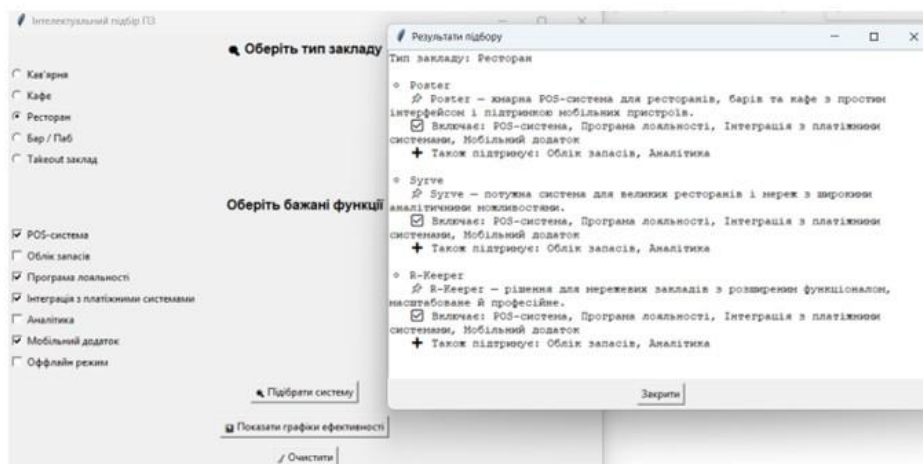 Інтелектуальний підбір ПЗ
Оберіть тип закладу
Кав'ярня
Кафе
Ресторан
Бар / Паб
Takeout заклад
Оберіть бажані функції
POS-система
Облік запасів
Програма лояльності
Інтеграція з платіжними системами
Аналітика
Мобільний додаток
Оффлайн режим
Підібрати систему
Показати графіки ефективності
Очистити
Результати підбору
Тип закладу: Ресторан
Poster
Poster — хмарна POS-система для ресторанів, барів та кафе з простим
інтерфейсом і підтримкою мобільних пристроїв.
Включає: POS-система, Програма лояльності, Інтеграція з платіжними
системами, Мобільний додаток
Також підтримує: Облік запасів, Аналітика
Syrve
Syrve — потужна система для великих ресторанів і мереж з широкими
аналітичними можливостями.
Включає: POS-система, Програма лояльності, Інтеграція з платіжними
системами, Мобільний додаток
Також підтримує: Облік запасів, Аналітика
R-Keeper
R-Keeper — рішення для мережевих закладів з розширеним функціоналом,
масштабоване й професійне.
Включає: POS-система, Програма лояльності, Інтеграція з платіжними
системами, Мобільний додаток
Також підтримує: Облік запасів, Аналітика
Закрити